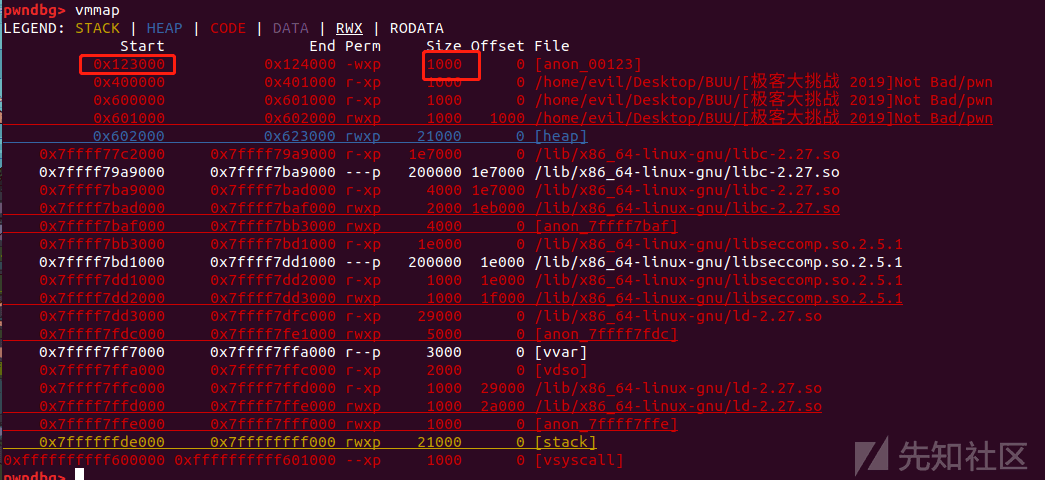 pwndbg> vmmap
LEGEND: STACK | HEAP | CODE | DATA | RWX | RODATA
Start End Perm Size Offset File
0x123000 0x124000 -wxp 1000 0 [anon_00123]
0x400000 0x401000 r-xp 1000 0 /home/evil/Desktop/BUU/[极客大挑战 2019]Not Bad/pwn
0x600000 0x601000 r-xp 1000 0 /home/evil/Desktop/BUU/[极客大挑战 2019]Not Bad/pwn
0x601000 0x602000 rwxp 1000 1000 /home/evil/Desktop/BUU/[极客大挑战 2019]Not Bad/pwn
0x602000 0x623000 rwxp 21000 0 [heap]
0x7ffff77c2000 0x7ffff79a9000 r-xp 1e7000 0 /lib/x86_64-linux-gnu/libc-2.27.so
0x7ffff79a9000 0x7ffff7ba9000 ---p 200000 1e7000 /lib/x86_64-linux-gnu/libc-2.27.so
0x7ffff7ba9000 0x7ffff7bad000 r-xp 4000 1e7000 /lib/x86_64-linux-gnu/libc-2.27.so
0x7ffff7bad000 0x7ffff7baf000 rwxp 2000 1eb000 /lib/x86_64-linux-gnu/libc-2.27.so
0x7ffff7baf000 0x7ffff7bb3000 rwxp 4000 0 [anon_7ffff7baf]
0x7ffff7bb3000 0x7ffff7bd1000 r-xp 1e000 0 /lib/x86_64-linux-gnu/libseccomp.so.2.5.1
0x7ffff7bd1000 0x7ffff7dd1000 ---p 200000 1e000 /lib/x86_64-linux-gnu/libseccomp.so.2.5.1
0x7ffff7dd1000 0x7ffff7dd2000 r-xp 1000 1e000 /lib/x86_64-linux-gnu/libseccomp.so.2.5.1
0x7ffff7dd2000 0x7ffff7dd3000 rwxp 1000 1f000 /lib/x86_64-linux-gnu/libseccomp.so.2.5.1
0x7ffff7dd3000 0x7ffff7dfc000 r-xp 29000 0 /lib/x86_64-linux-gnu/ld-2.27.so
0x7ffff7fdc000 0x7ffff7fe1000 rwxp 5000 0 [anon_7ffff7fdc]
0x7ffff7ff7000 0x7ffff7ffa000 r--p 3000 0 [vvar]
0x7ffff7ffa000 0x7ffff7ffc000 r-xp 2000 0 [vdso]
0x7ffff7ffc000 0x7ffff7ffd000 r-xp 1000 29000 /lib/x86_64-linux-gnu/ld-2.27.so
0x7ffff7ffd000 0x7ffff7ffe000 rwxp 1000 2a000 /lib/x86_64-linux-gnu/ld-2.27.so
0x7ffff7ffe000 0x7ffff7fff000 rwxp 1000 0 [anon_7ffff7ffe]
0x7ffffffde000 0x7ffffffff000 rwxp 21000 0 [stack]
0xffffffffff600000 0xffffffffff601000 --xp 1000 0 [vsyscall]
pwndbg>
先知社区